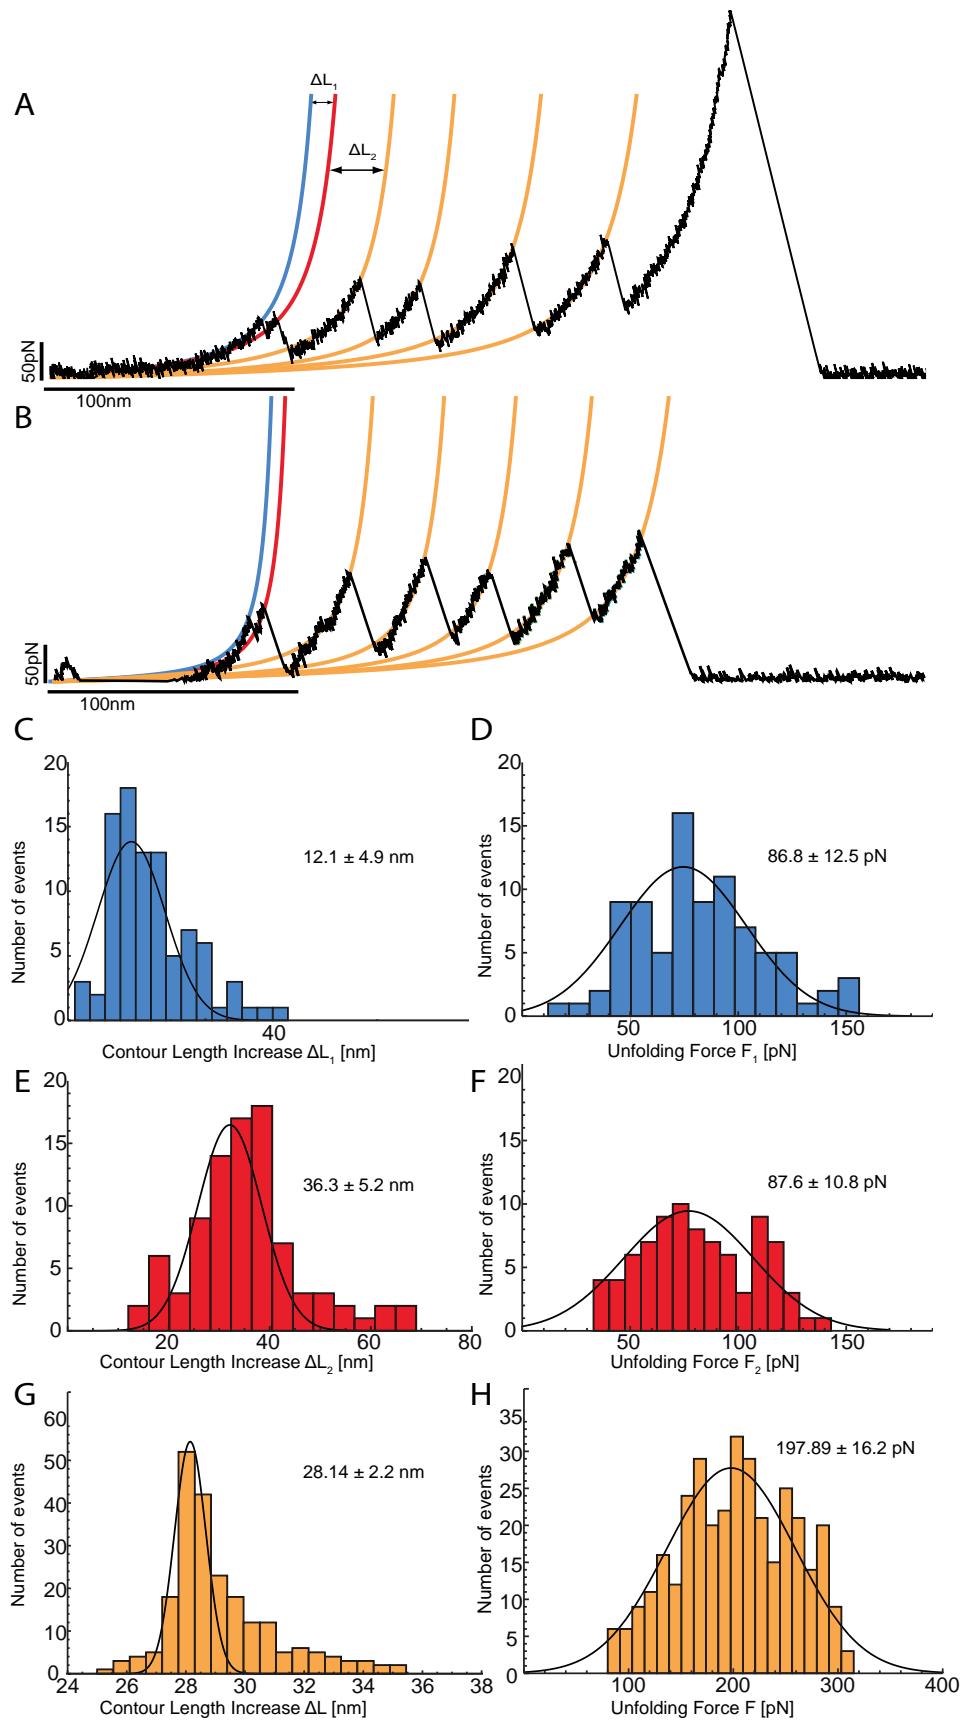 A
ΔL1
ΔL2
50pN
100nm
B
50pN
100nm
C
20
15
10
5
0
Number of events
12.1 ± 4.9 nm
40
Contour Length Increase ΔL1 [nm]
D
20
15
10
5
0
Number of events
86.8 ± 12.5 pN
50
100
150
Unfolding Force F1 [pN]
E
20
15
10
5
0
Number of events
36.3 ± 5.2 nm
20
40
60
80
Contour Length Increase ΔL2 [nm]
F
20
15
10
5
0
Number of events
87.6 ± 10.8 pN
50
100
150
Unfolding Force F2 [pN]
G
60
50
40
30
20
10
0
Number of events
28.14 ± 2.2 nm
24
26
28
30
32
34
36
38
Contour Length Increase ΔL [nm]
H
35
30
25
20
15
10
5
0
Number of events
197.89 ± 16.2 pN
100
200
300
400
Unfolding Force F [pN]